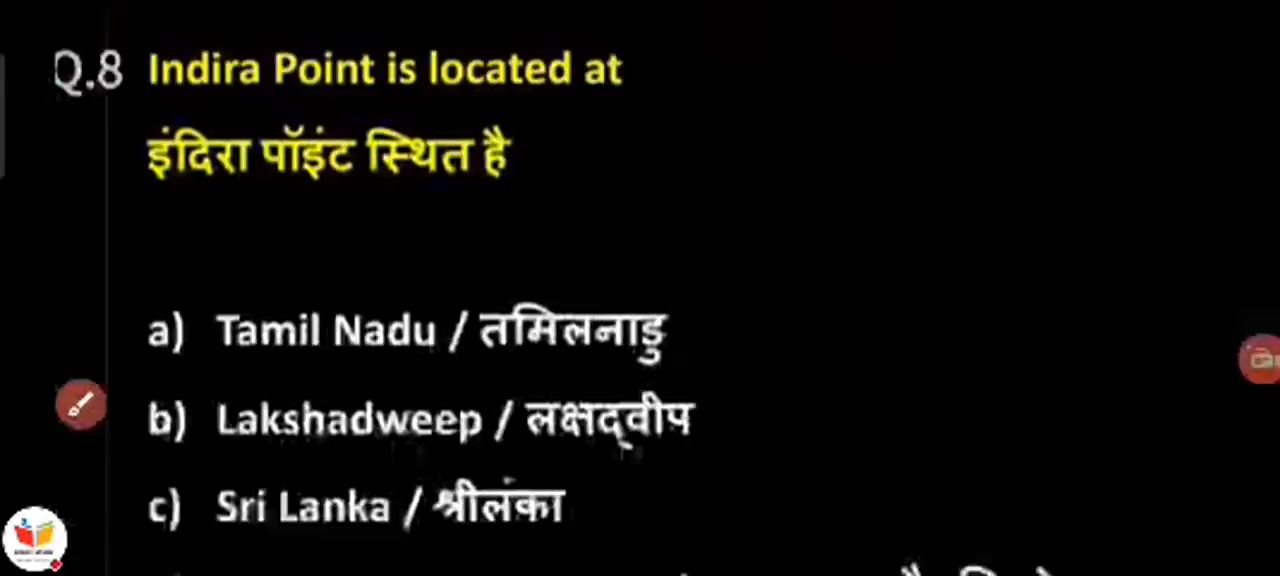 Q.8 Indira Point is located at
इंदिरा पॉइंट स्थित है
a) Tamil Nadu / तमिलनाडु
b) Lakshadweep / लक्षद्वीप
c) Sri Lanka / श्रीलंका